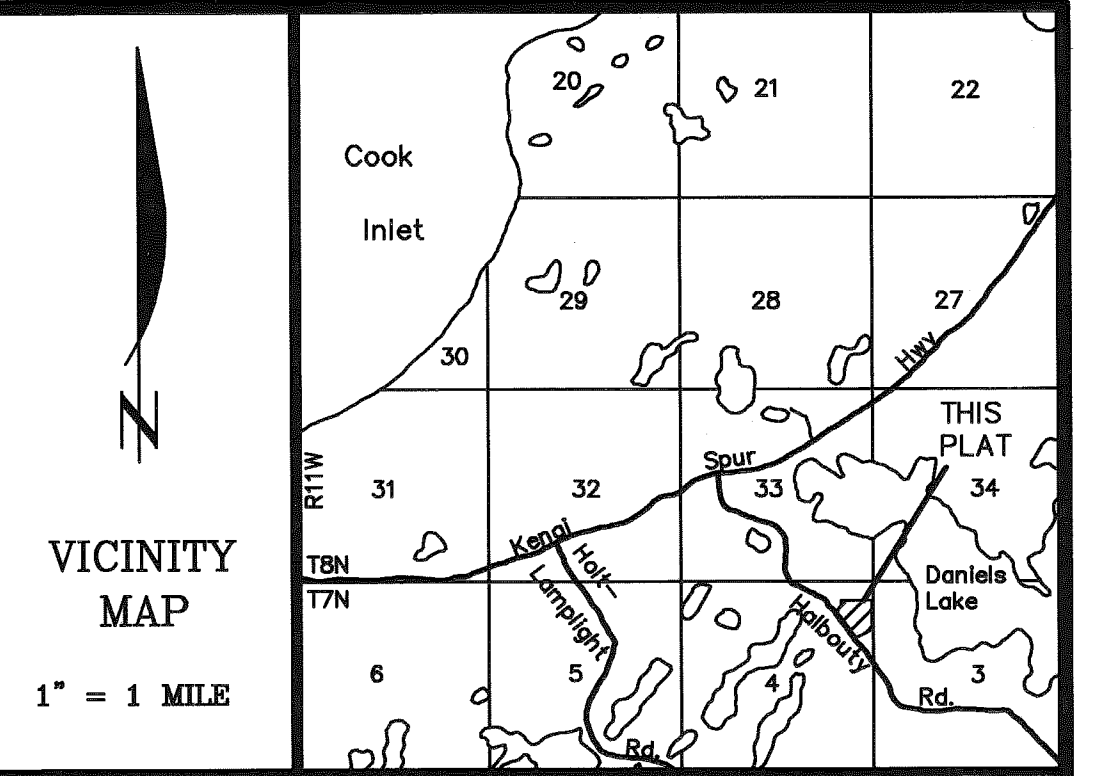 N
VICINITY
MAP
1" = 1 MILE
20
21
22
Cook
Inlet
29
28
27
30
Hwy
THIS
PLAT
R11W
31
32
Spur
33
34
Kenai
Holt-
Lamplight
Rd.
T8N
T7N
Daniels
Lake
Halbouty
Rd.
6
5
4
3